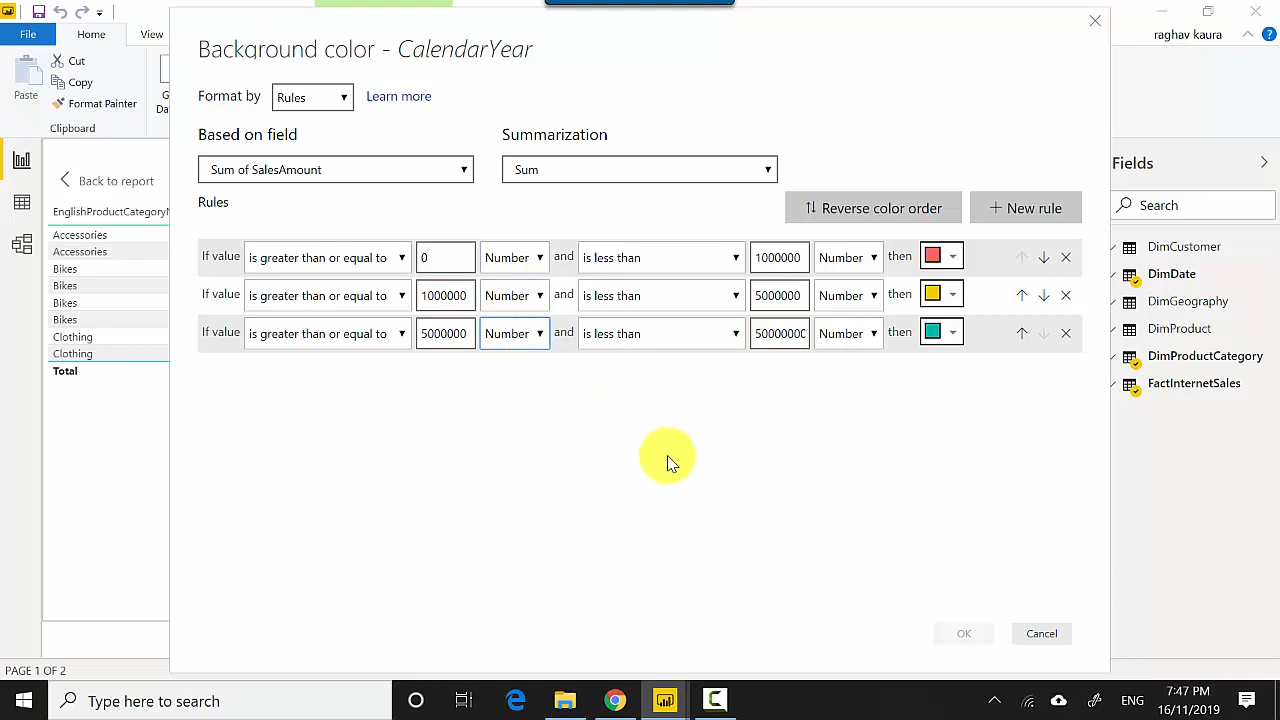 raghav kaura
File Home View
Cut
Copy
Paste
Format Painter
Clipboard
Background color - CalendarYear
Format by Rules Learn more
Based on field Summarization
Sum of SalesAmount Sum
Rules
Reverse color order New rule
If value is greater than or equal to 0 Number and is less than 1000000 Number then
If value is greater than or equal to 1000000 Number and is less than 5000000 Number then
If value is greater than or equal to 5000000 Number and is less than Number then
OK Cancel
Back to report
Accessories
Accessories
Bikes
Bikes
Bikes
Bikes
Clothing
Clothing
Total
Fields
Search
DimCustomer
DimDate
DimGeography
DimProduct
DimProductCategory
FactInternetSales
PAGE 1 OF 2
Type here to search
ENG
7:47 PM
16/11/2019